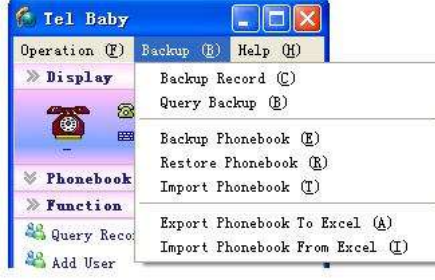 Tel Baby
Operation (F) Backup (B) Help (H)
Display
Backup Record (C)
Query Backup (B)
Backup Phonebook (E)
Restore Phonebook (R)
Import Phonebook (T)
Phonebook
Function
Export Phonebook To Excel (A)
Query Reco
Import Phonebook From Excel (I)
Add User